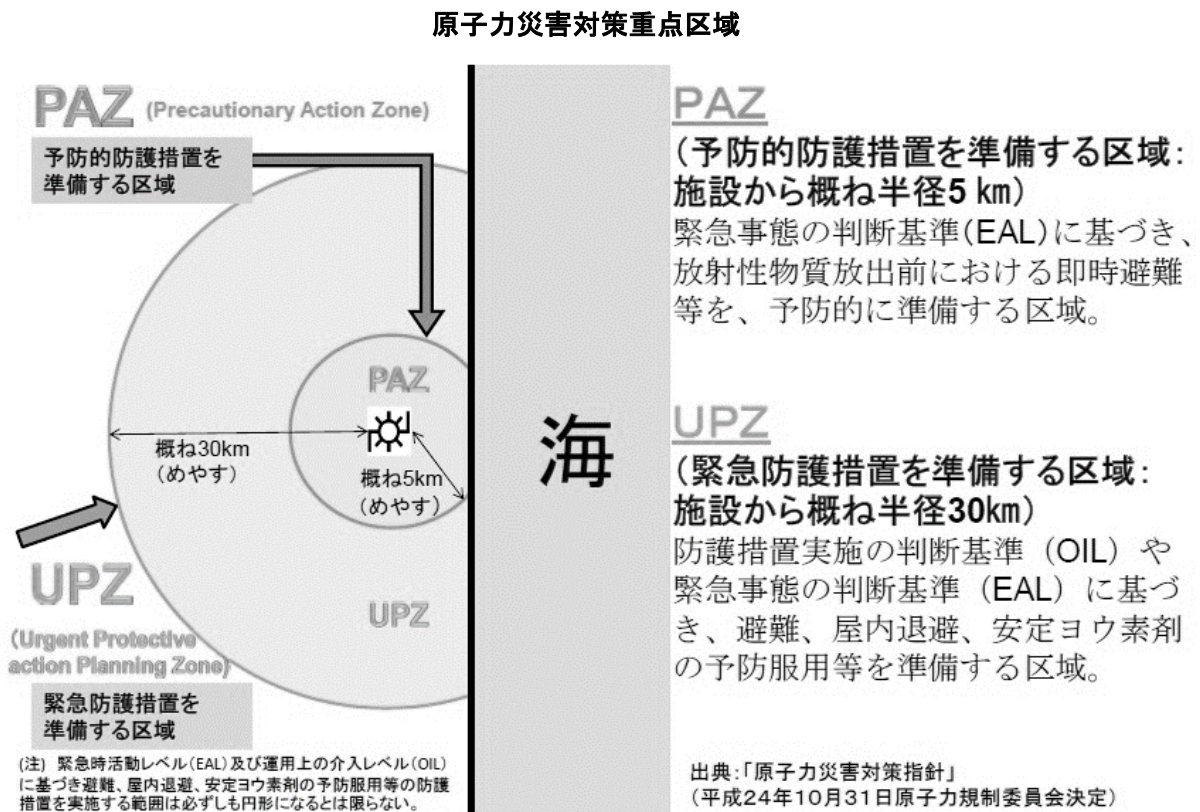 原子力災害対策重点区域
PAZ (Precautionary Action Zone)
予防的防護措置を
準備する区域
PAZ
概ね30km
(めやす)
概ね5km
(めやす)
UPZ
(Urgent Protective
action Planning Zone)
緊急防護措置を
準備する区域
UPZ
(注) 緊急時活動レベル(EAL)及び運用上の介入レベル(OIL)
に基づき避難、屋内退避、安定ヨウ素剤の予防服用等の防護
措置を実施する範囲は必ずしも円形になるとは限らない。
海
PAZ
(予防的防護措置を準備する区域:
施設から概ね半径5 ㎞)
緊急事態の判断基準(EAL)に基づき、
放射性物質放出前における即時避難
等を、予防的に準備する区域。
UPZ
(緊急防護措置を準備する区域:
施設から概ね半径30㎞)
防護措置実施の判断基準(OIL)や
緊急事態の判断基準(EAL)に基づ
き、避難、屋内退避、安定ヨウ素剤
の予防服用等を準備する区域。
出典:「原子力災害対策指針」
(平成24年10月31日原子力規制委員会決定)